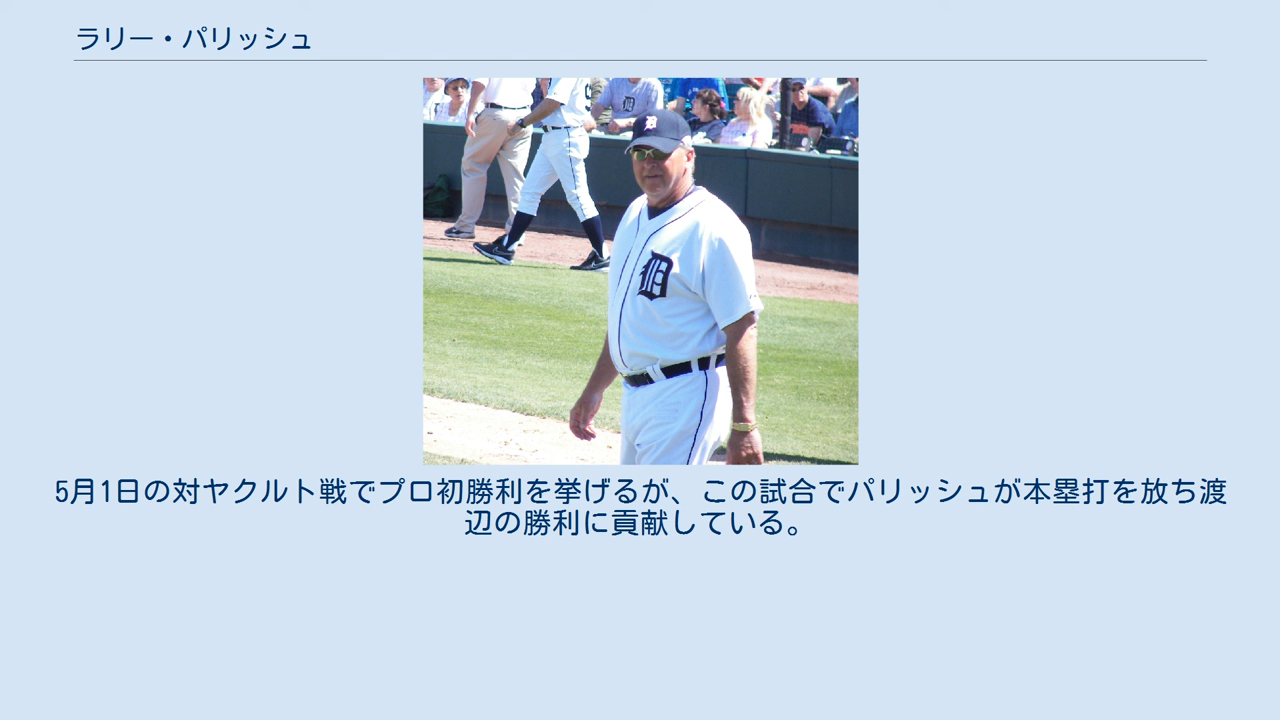 ラリー・パリッシュ
5月1日の対ヤクルト戦でプロ初勝利を挙げるが、この試合でパリッシュが本塁打を放ち渡
辺の勝利に貢献している。